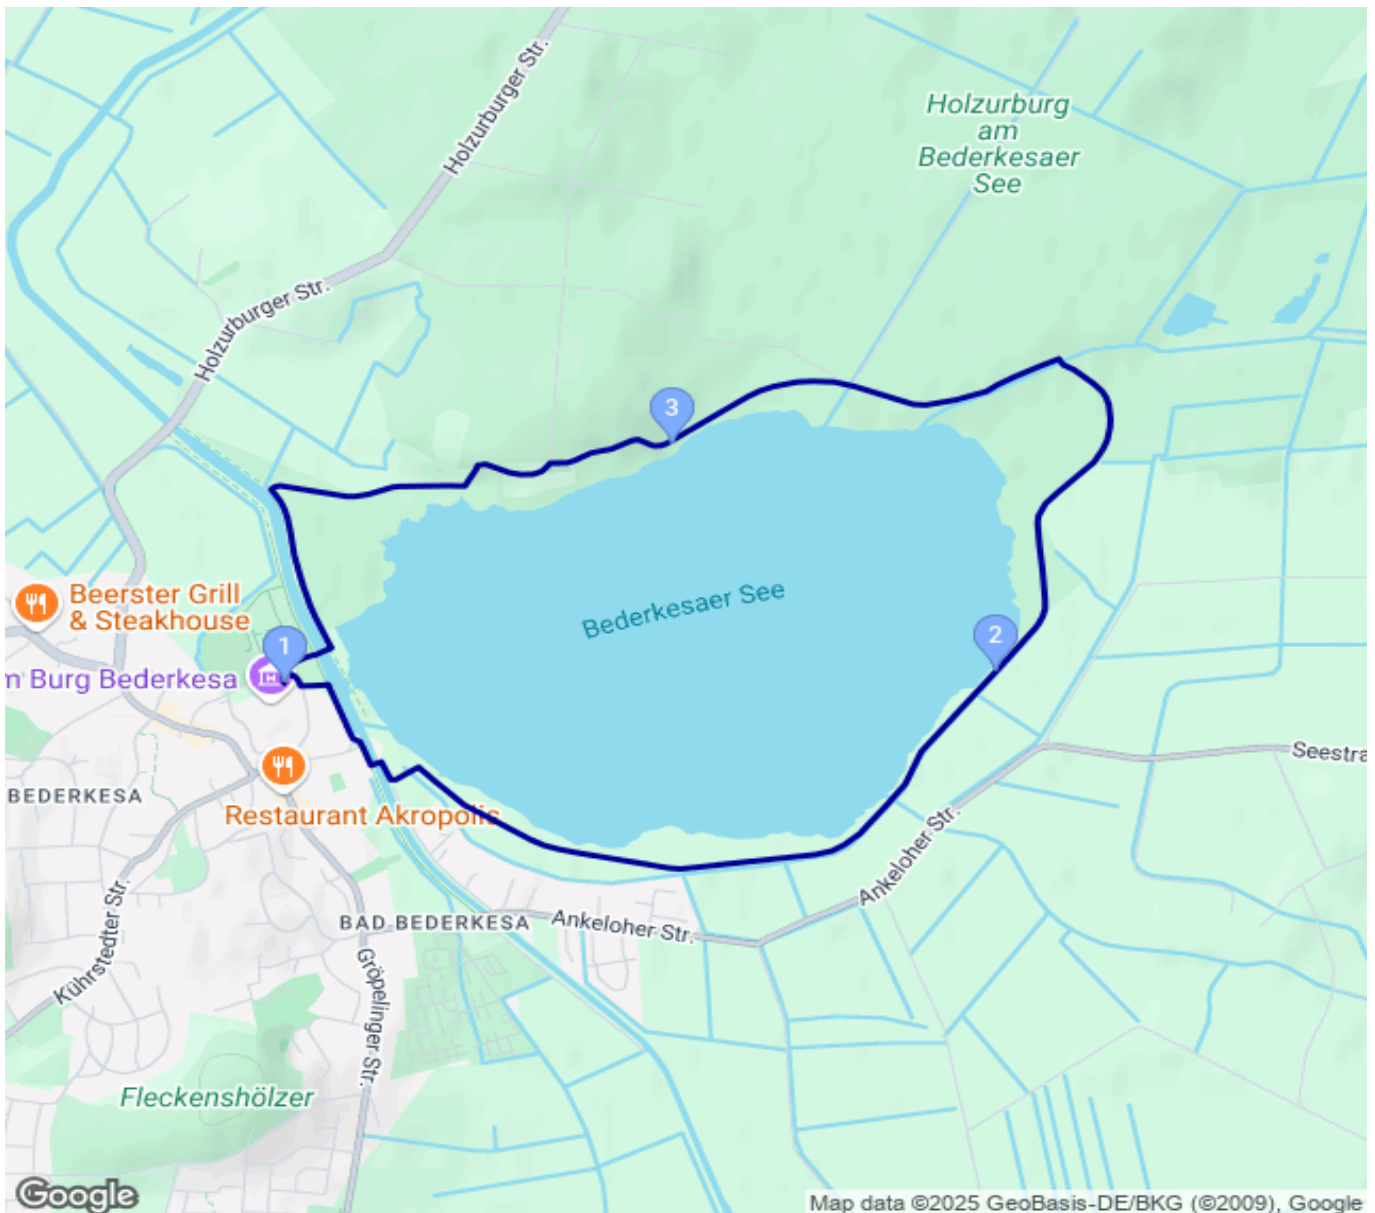 Holzurburger Str.
Holzurburg
am
Bederkesaer
See
Holzurburger Str.
3
Beerster Grill
& Steakhouse
Bederkesaer See
1
2
m Burg Bederkesa
Seestra
BEDERKESA
Restaurant Akropolis
Ankeloher Str.
BAD BEDERKESA
Ankeloher Str.
Kührstedter Str.
Gröpelinger Str.
Fleckenshölzer
Google
Map data ©2025 GeoBasis-DE/BKG (©2009), Google